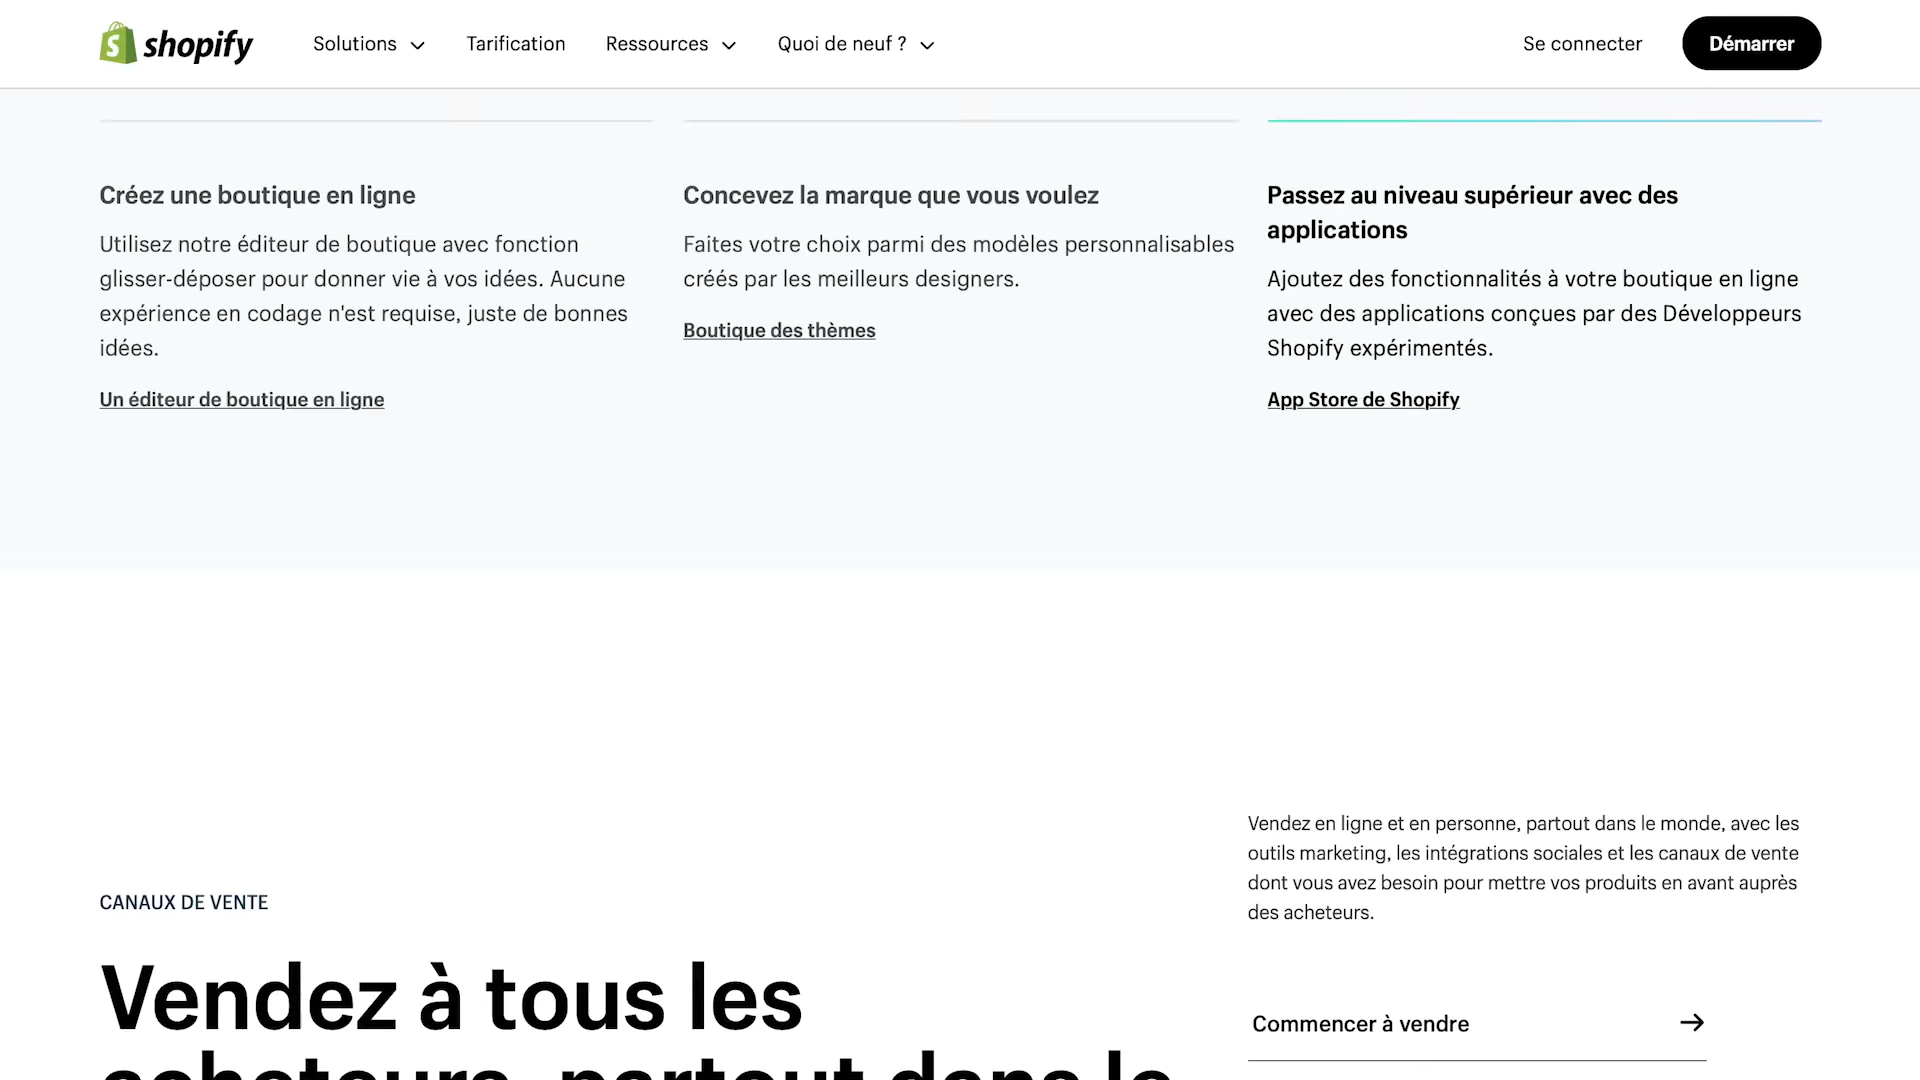 shopify
Solutions
Tarification
Ressources
Quoi de neuf ?
Se connecter
Démarrer
Créez une boutique en ligne
Utilisez notre éditeur de boutique avec fonction
glisser-déposer pour donner vie à vos idées. Aucune
expérience en codage n'est requise, juste de bonnes
idées.
Un éditeur de boutique en ligne
Concevez la marque que vous voulez
Faites votre choix parmi des modèles personnalisables
créés par les meilleurs designers.
Boutique des thèmes
Passez au niveau supérieur avec des
applications
Ajoutez des fonctionnalités à votre boutique en ligne
avec des applications conçues par des Développeurs
Shopify expérimentés.
App Store de Shopify
CANAUX DE VENTE
Vendez à tous les
acheteurs, partout dans le
Vendez en ligne et en personne, partout dans le monde, avec les
outils marketing, les intégrations sociales et les canaux de vente
dont vous avez besoin pour mettre vos produits en avant auprès
des acheteurs.
Commencer à vendre